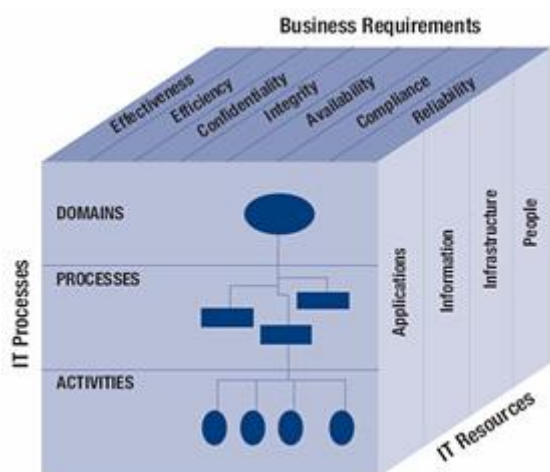 Business Requirements
Effectiveness
Efficiency
Confidentiality
Integrity
Availability
Compliance
Reliability
IT Processes
DOMAINS
PROCESSES
ACTIVITIES
Applications
Information
Infrastructure
People
IT Resources